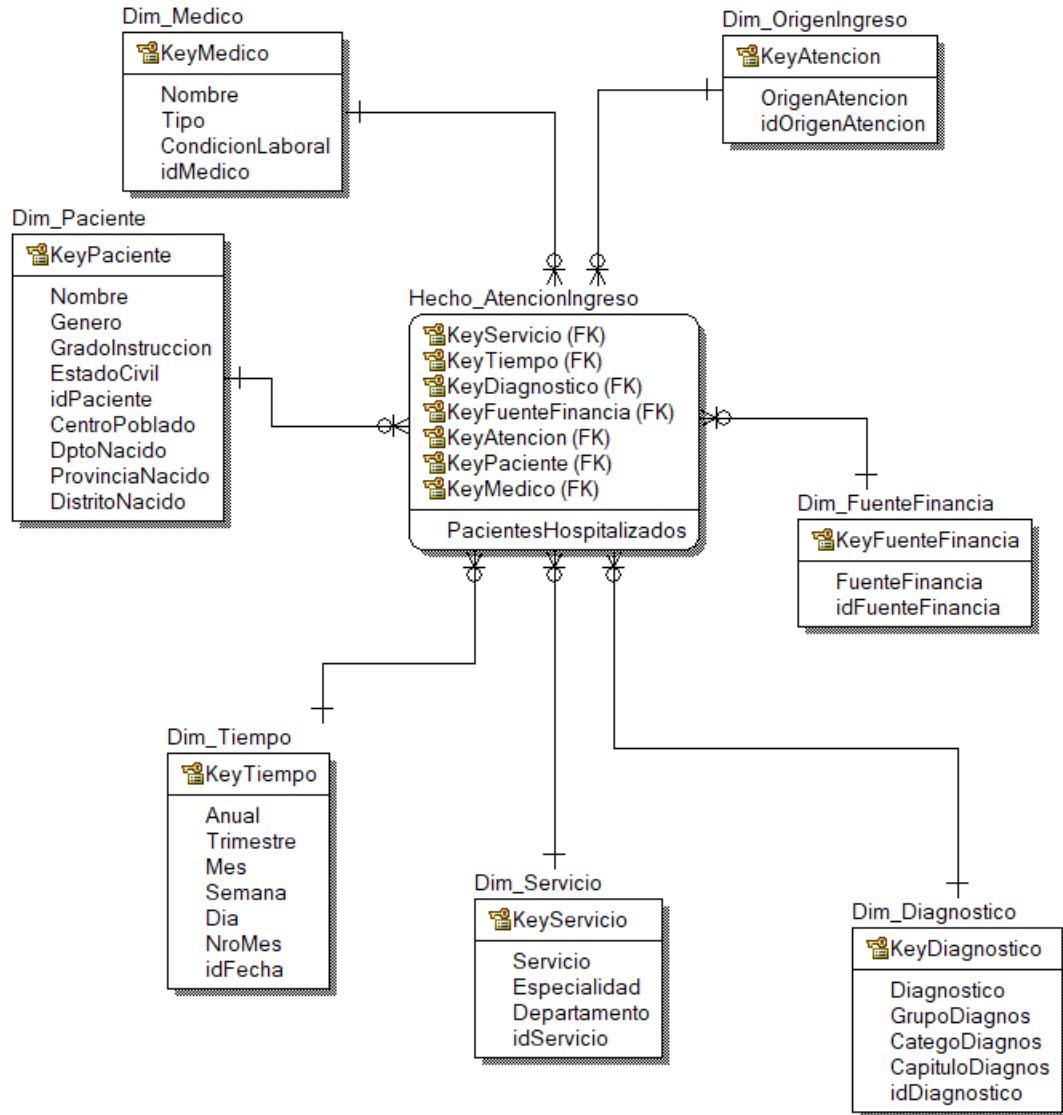 Dim_Medico
KeyMedico
Nombre
Tipo
CondicionLaboral
idMedico
Dim_OrigenIngreso
KeyAtencion
OrigenAtencion
idOrigenAtencion
Dim_Paciente
KeyPaciente
Nombre
Genero
GradoInstruccion
EstadoCivil
idPaciente
CentroPoblado
DptoNacido
ProvinciaNacido
DistritoNacido
Hecho_AtencionIngreso
KeyServicio (FK)
KeyTiempo (FK)
KeyDiagnostico (FK)
KeyFuenteFinancia (FK)
KeyAtencion (FK)
KeyPaciente (FK)
KeyMedico (FK)
PacientesHospitalizados
Dim_FuenteFinancia
KeyFuenteFinancia
FuenteFinancia
idFuenteFinancia
Dim_Tiempo
KeyTiempo
Anual
Trimestre
Mes
Semana
Dia
NroMes
idFecha
Dim_Servicio
KeyServicio
Servicio
Especialidad
Departamento
idServicio
Dim_Diagnostico
KeyDiagnostico
Diagnostico
GrupoDiagnos
CategoDiagnos
CapituloDiagnos
idDiagnostico